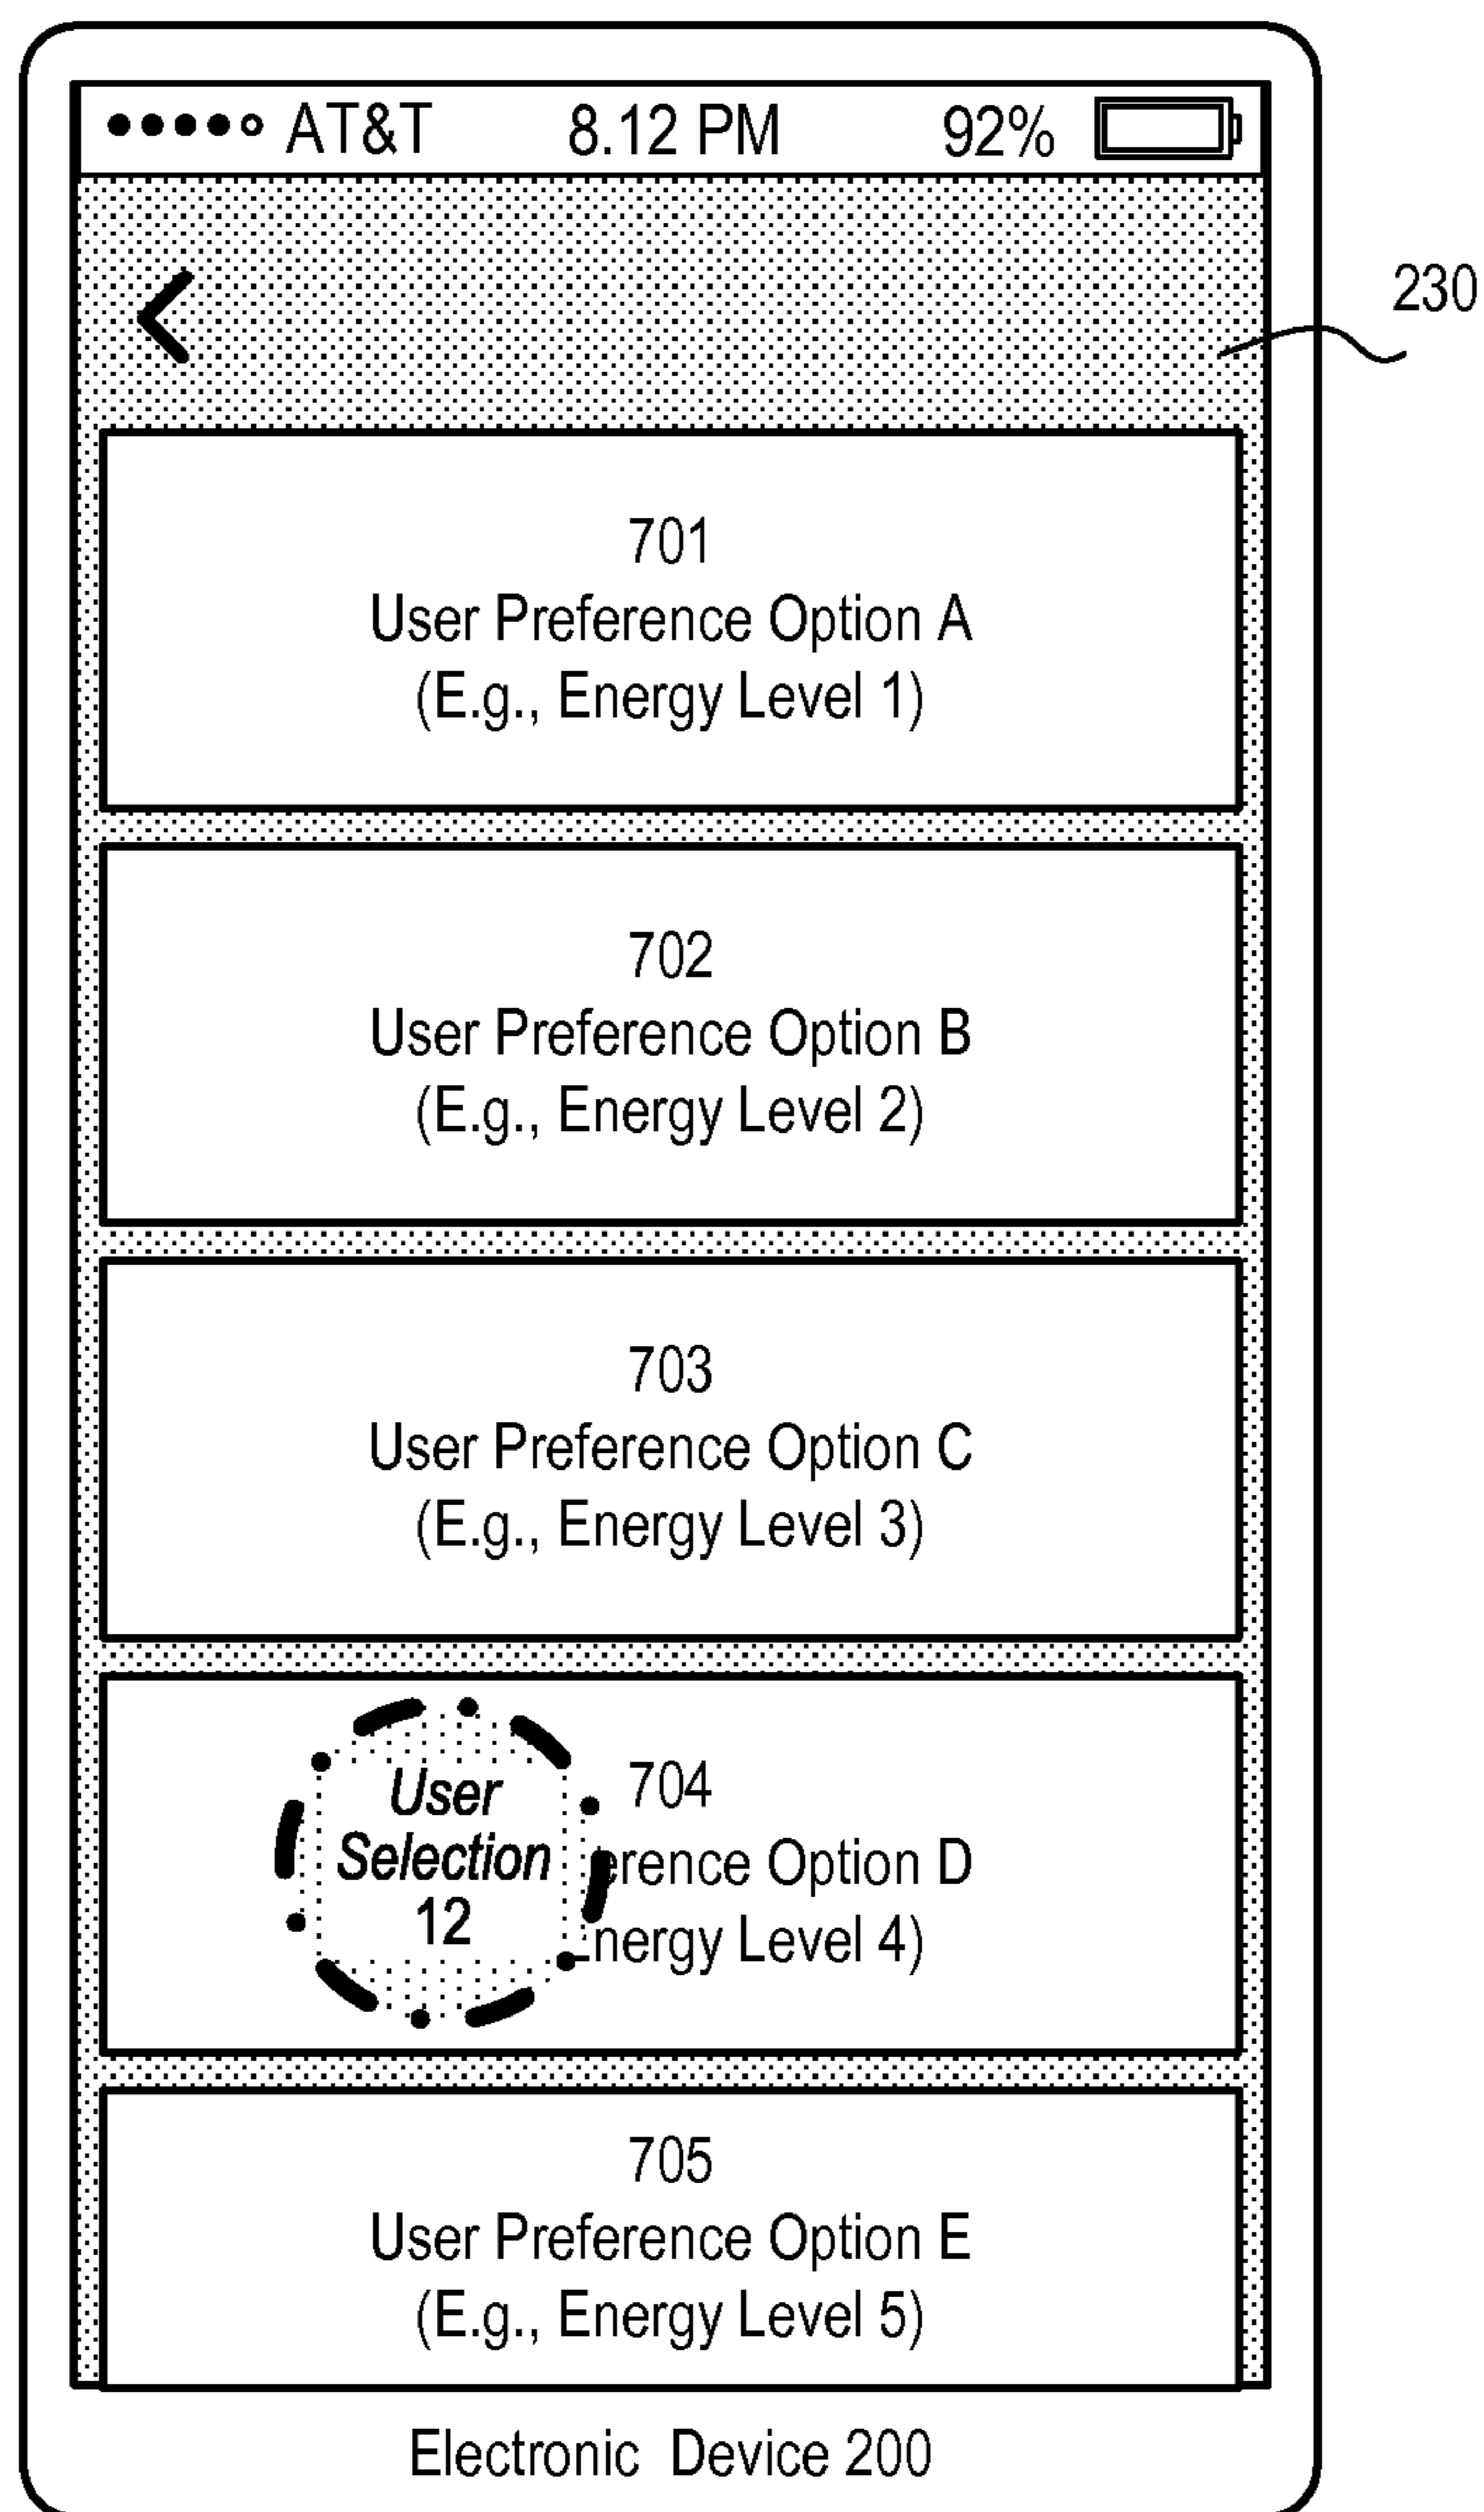 AT&T 8.12 PM 92%
230
701
User Preference Option A
(E.g., Energy Level 1)
702
User Preference Option B
(E.g., Energy Level 2)
703
User Preference Option C
(E.g., Energy Level 3)
User
Selection
12
704
Option D
Level 4)
705
User Preference Option E
(E.g., Energy Level 5)
Electronic Device 200